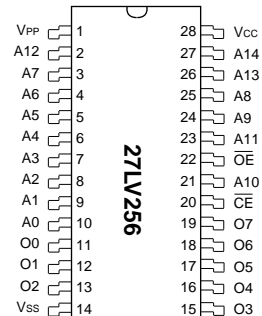 VPP 1 28 VCC
A12 2 27 A14
A7 3 26 A13
A6 4 25 A8
A5 5 24 A9
A4 6 23 A11
A3 7 22 OE
A2 8 21 A10
A1 9 20 CE
A0 10 19 O7
O0 11 18 O6
O1 12 17 O5
O2 13 16 O4
VSS 14 15 O3
27LV256